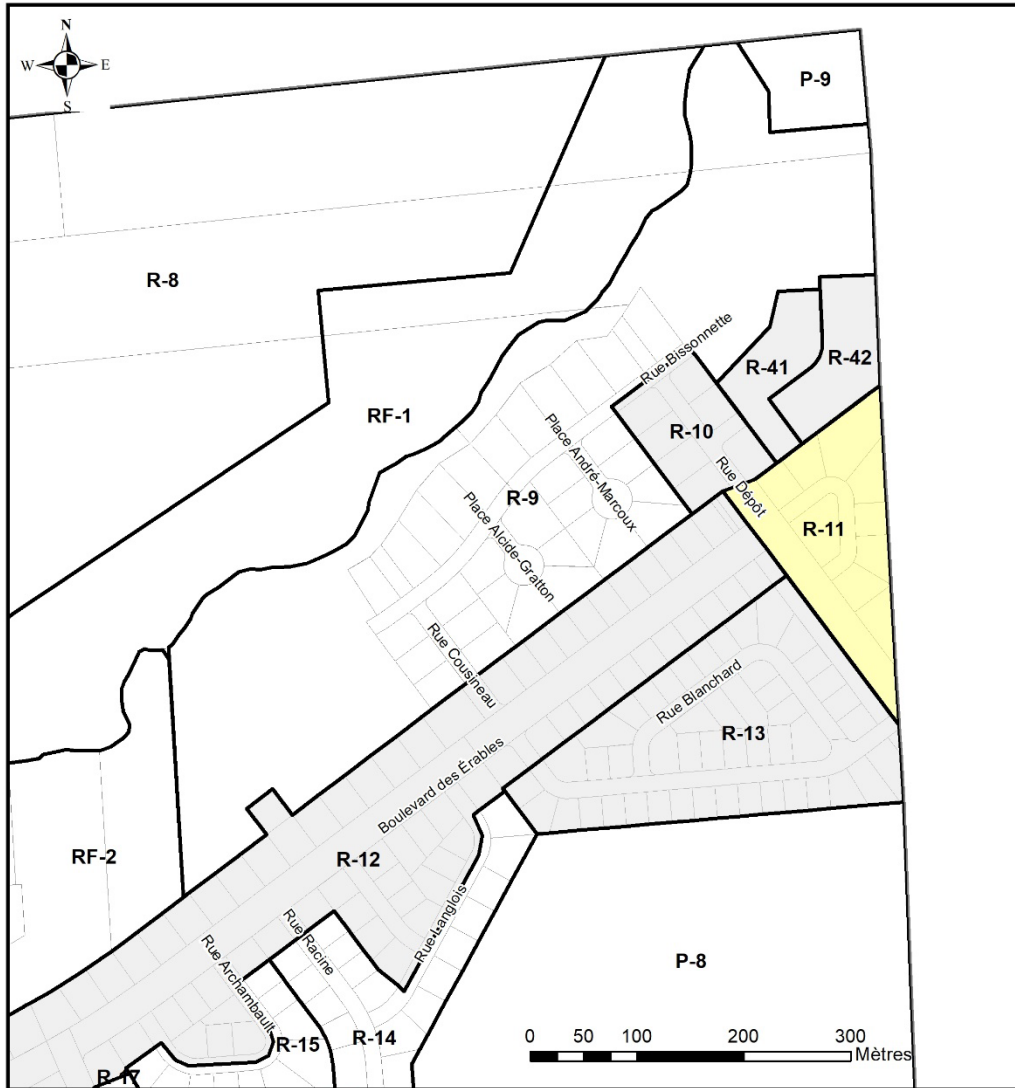 N
W E
S
P-9
R-8
R-41
R-42
Rue Bissonnette
RF-1
R-10
Place André-Marcoux
Rue Dépôt
R-9
R-11
Place Alcide-Gratton
Rue Cousineau
Rue Blanchard
R-13
Boulevard des Érables
RF-2
R-12
Rue Langlois
Rue Racine
Rue Archambault
P-8
R-14
R-15
R-17
0 50 100 200 300
Mètres